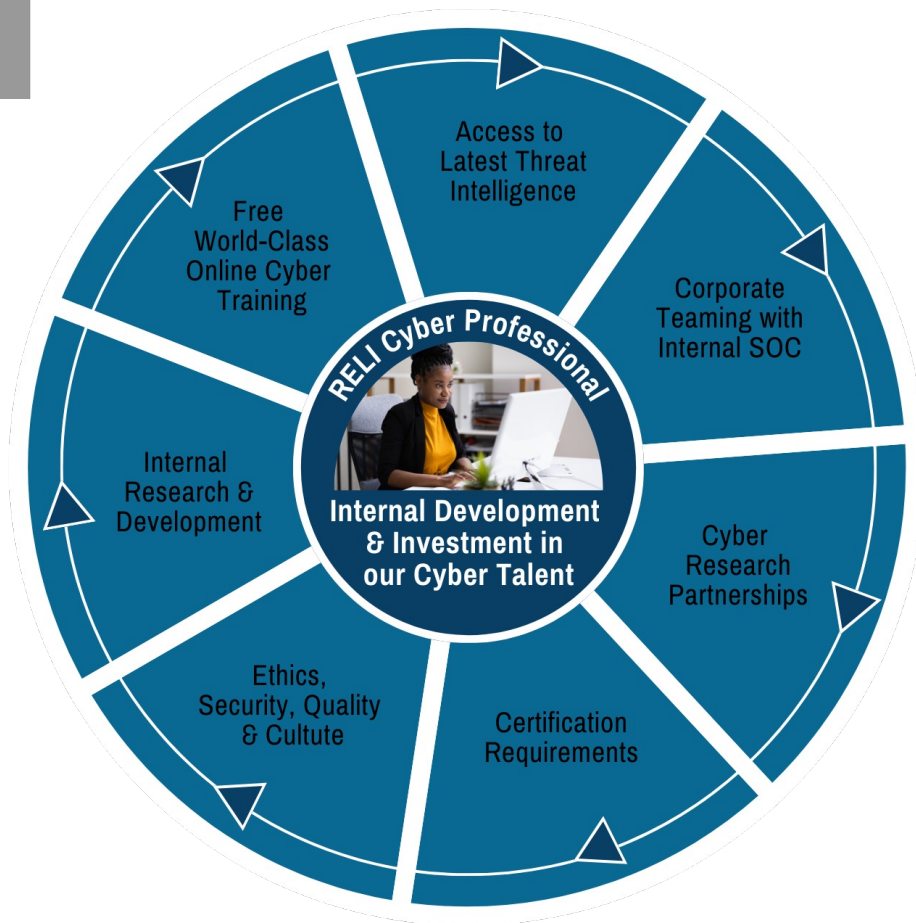 Access to
Latest Threat
Intelligence
Corporate
Teaming with
Internal SOC
Cyber
Research
Partnerships
Certification
Requirements
Ethics,
Security, Quality
& Cultute
Internal
Research &
Development
Free
World-Class
Online Cyber
Training
RELI Cyber Professional
Internal Development
& Investment in
our Cyber Talent